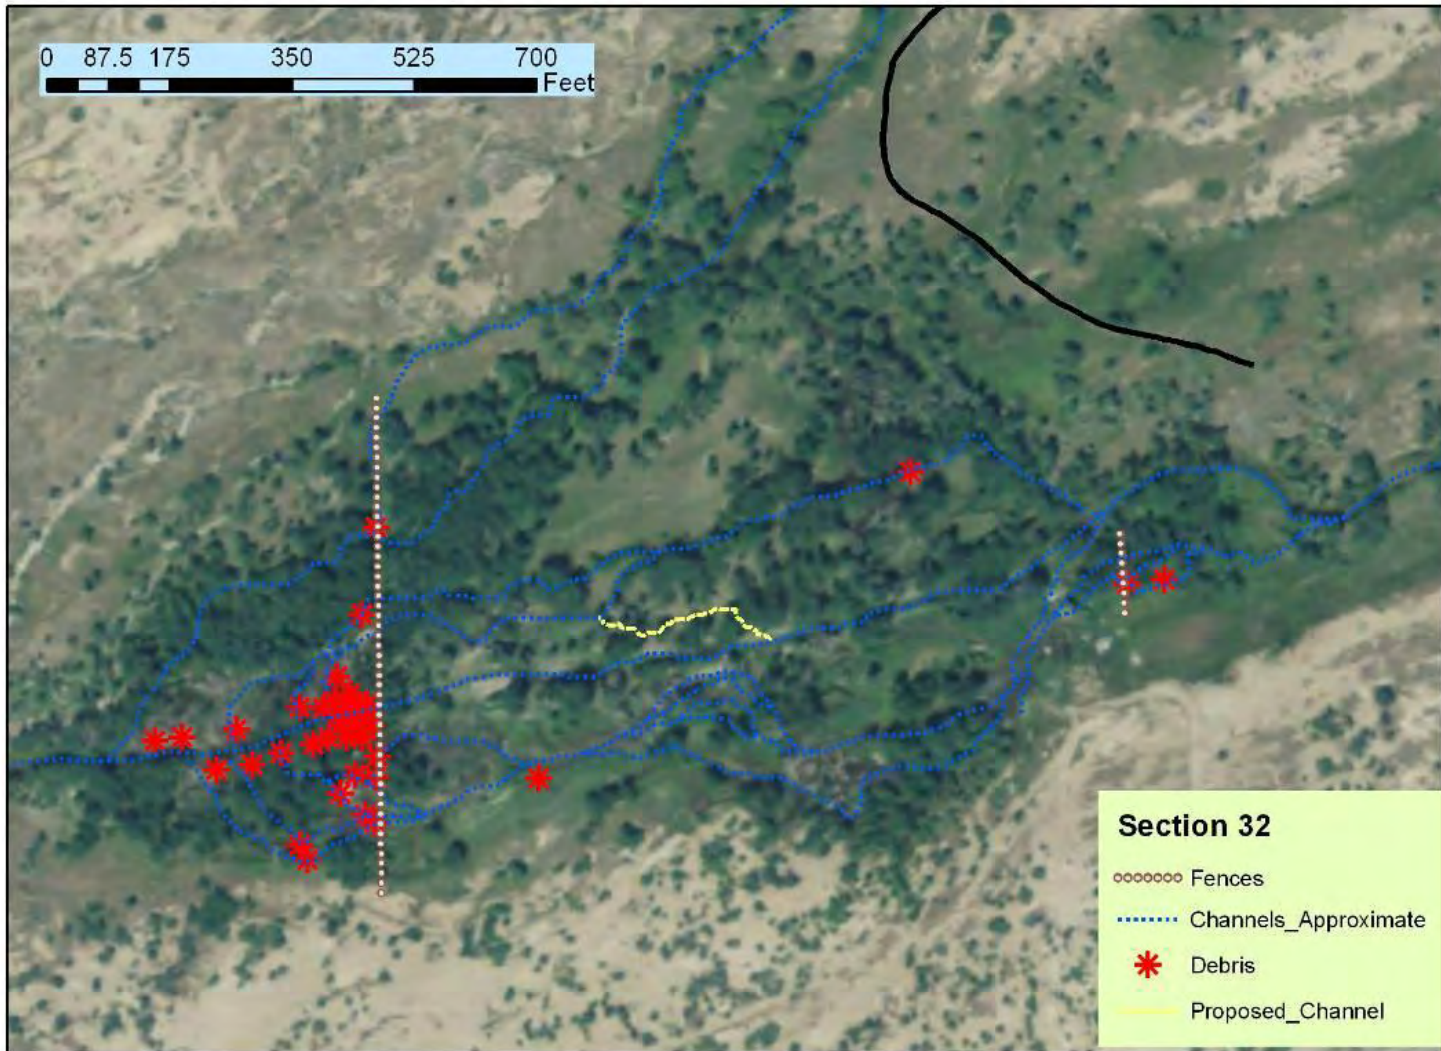 0 87.5 175 350 525 700
Feet
Section 32
Fences
Channels_Approximate
Debris
Proposed_Channel